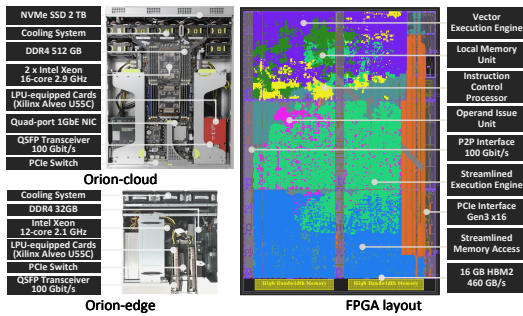 NVMe SSD 2 TB
Cooling System
DDR4 512 GB
2 x Intel Xeon
16-core 2.9 GHz
LPU-equipped Cards
(Xilinx Alveo U55C)
Quad-port 1GbE NIC
QSFP Transceiver
100 Gbit/s
PCIe Switch
Orion-cloud
Cooling System
DDR4 32GB
Intel Xeon
12-core 2.1 GHz
LPU-equipped Cards
(Xilinx Alveo U55C)
PCIe Switch
QSFP Transceiver
100 Gbit/s
Orion-edge
Vector
Execution Engine
Local Memory
Unit
Instruction
Control
Processor
Operand Issue
Unit
P2P Interface
100 Gbit/s
Streamlined
Execution Engine
PCIe Interface
Gen3 x16
Streamlined
Memory Access
16 GB HBM2
460 GB/s
High Bandwidth Memory
High Bandwidth Memory
FPGA layout